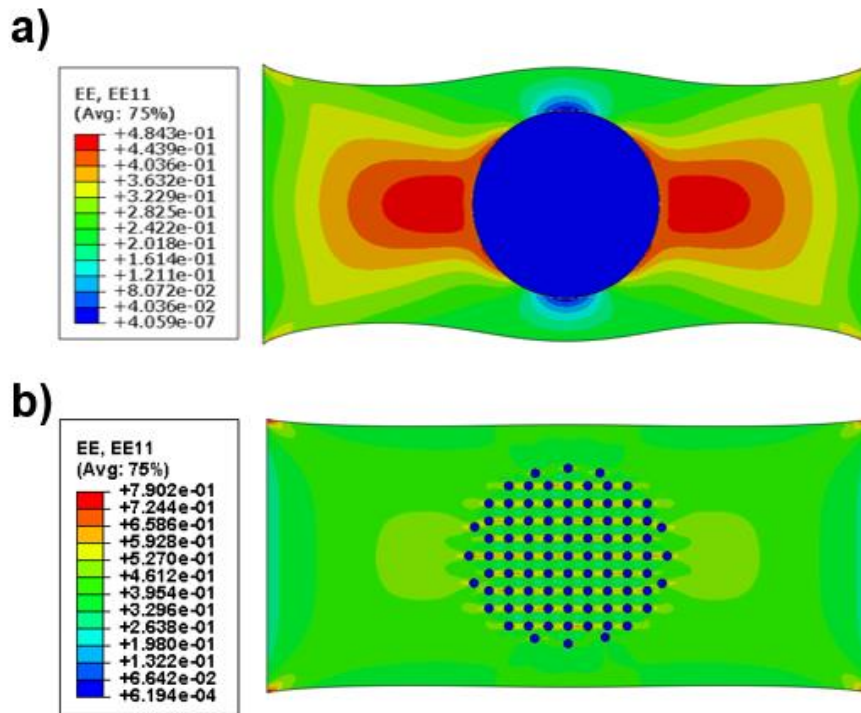 a)
EE, EE11
(Avg: 75%)
+4.843e-01
+4.439e-01
+4.036e-01
+3.632e-01
+3.229e-01
+2.825e-01
+2.422e-01
+2.018e-01
+1.614e-01
+1.211e-01
+8.072e-02
+4.036e-02
+4.059e-07
b)
EE, EE11
(Avg: 75%)
+7.902e-01
+7.244e-01
+6.586e-01
+5.928e-01
+5.270e-01
+4.612e-01
+3.954e-01
+3.296e-01
+2.638e-01
+1.980e-01
+1.322e-01
+6.642e-02
+6.194e-04